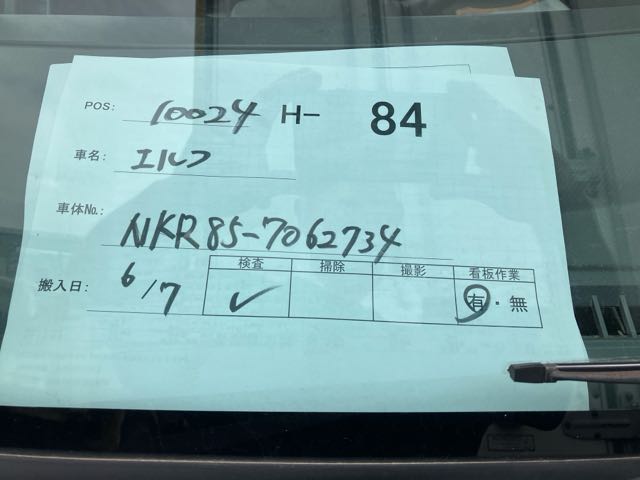 POS: 10024 H- 84
車名: エルフ
車体No.: NKR85-7062734
搬入日: 6/7
検査 掃除 撮影 看板作業
✓ 有・無